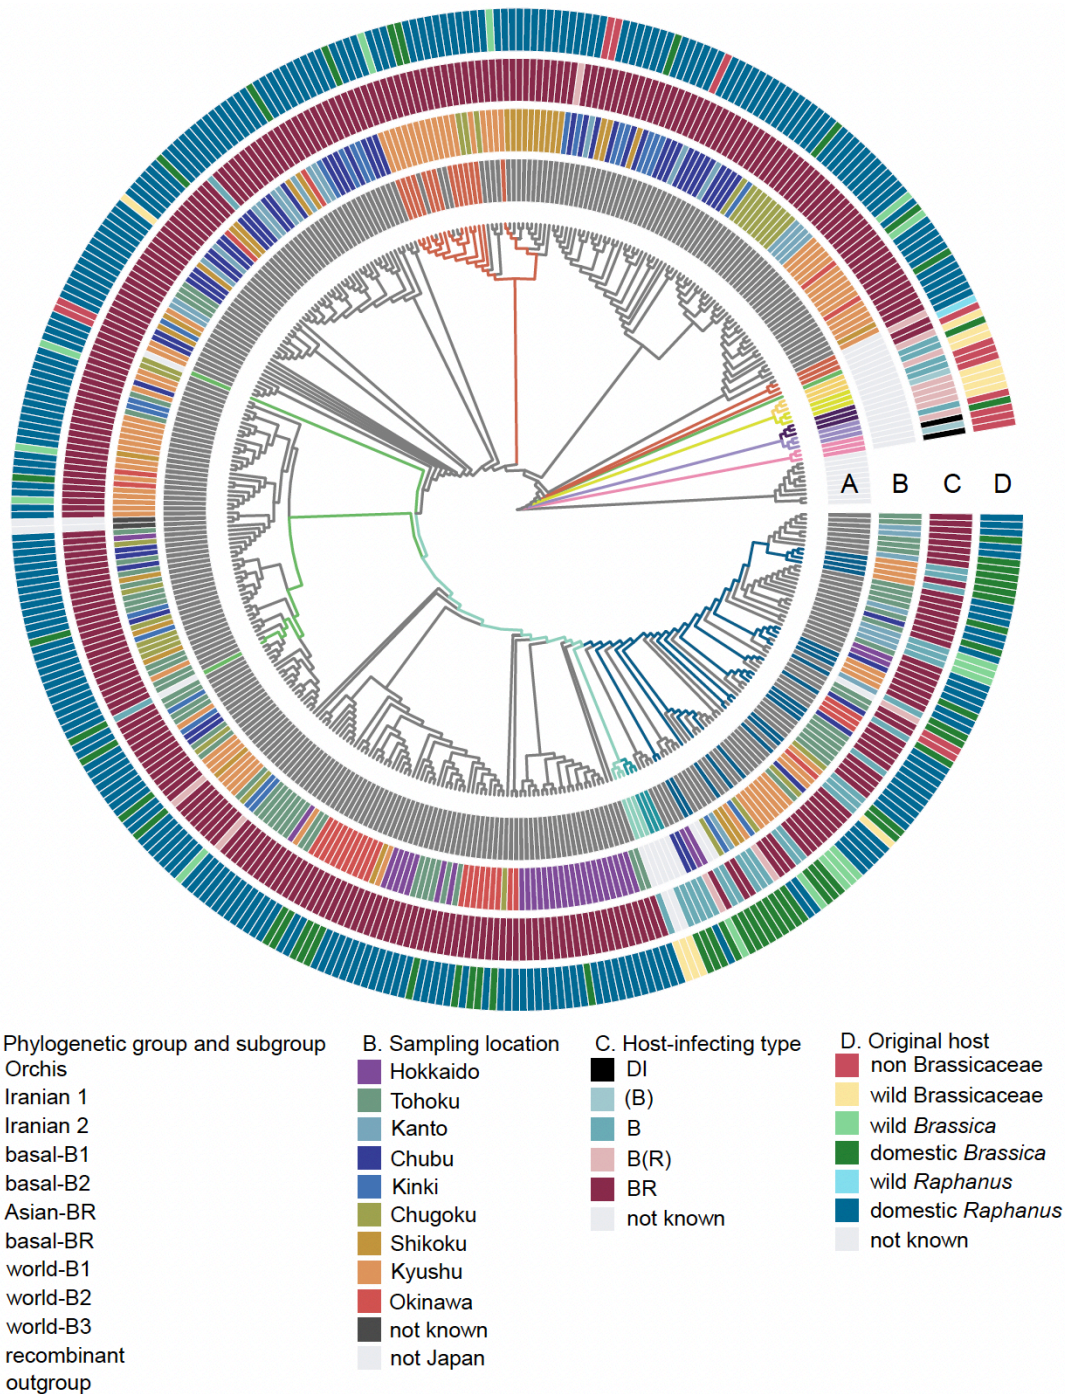 A B C D
Phylogenetic group and subgroup
Orchis
Iranian 1
Iranian 2
basal-B1
basal-B2
Asian-BR
basal-BR
world-B1
world-B2
world-B3
recombinant
outgroup
B. Sampling location
Hokkaido
Tohoku
Kanto
Chubu
Kinki
Chugoku
Shikoku
Kyushu
Okinawa
not known
not Japan
C. Host-infecting type
DI
(B)
B
B(R)
BR
not known
D. Original host
non Brassicaceae
wild Brassicaceae
wild Brassica
domestic Brassica
wild Raphanus
domestic Raphanus
not known